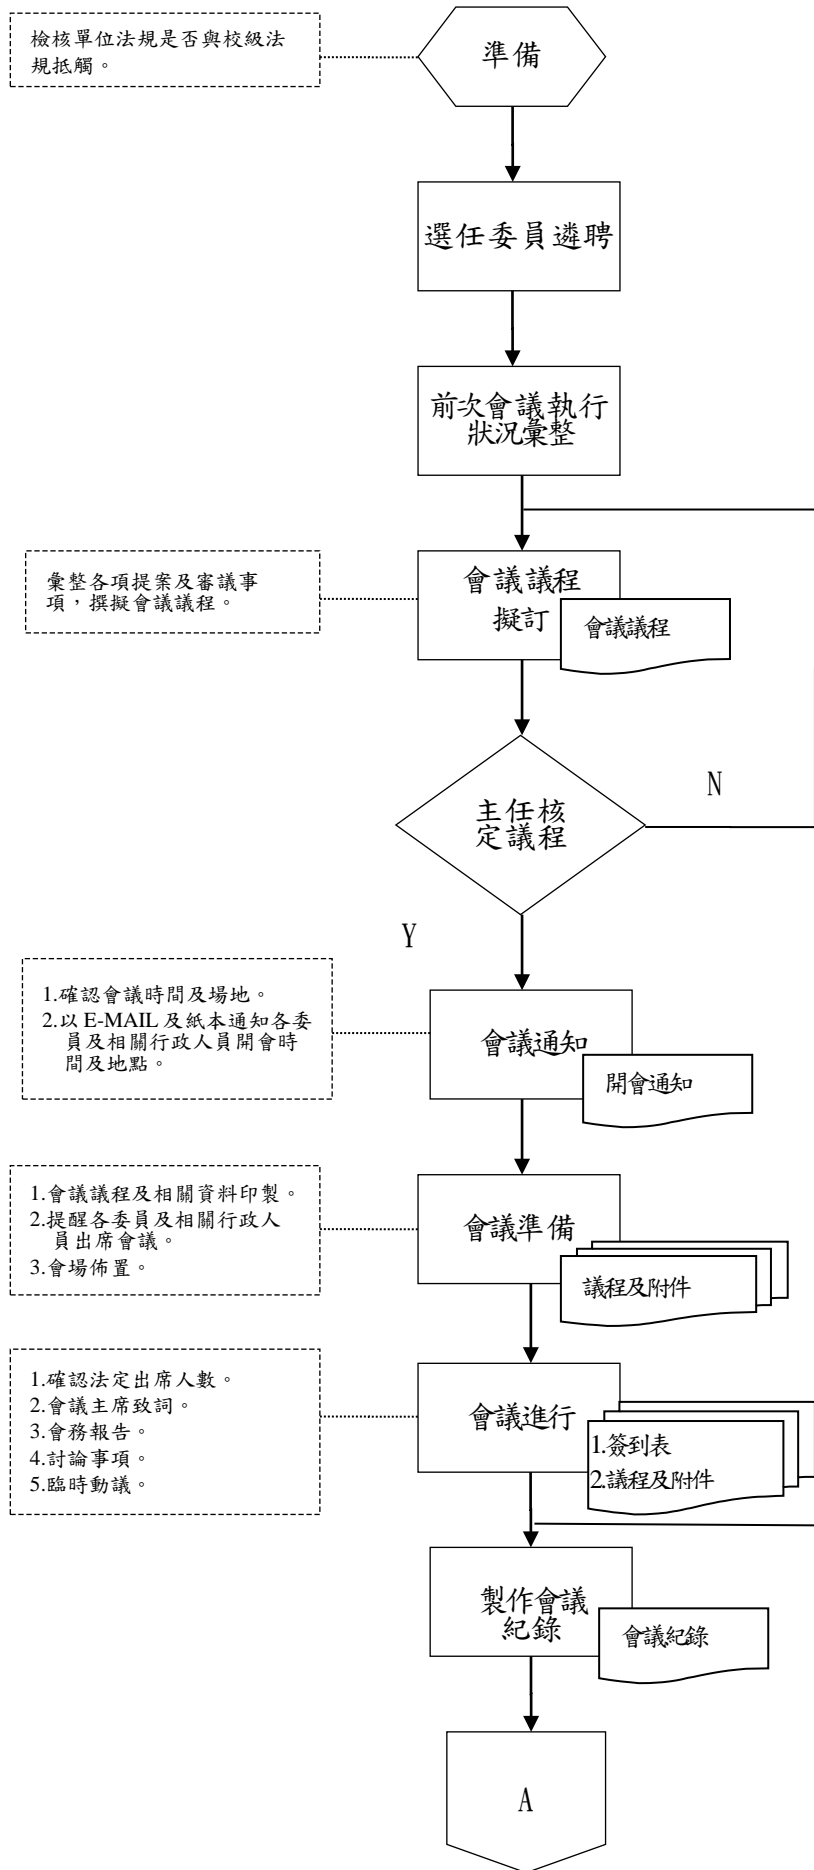 檢核單位法規是否與校級法
規抵觸。
準備
選任委員遴聘
前次會議執行
狀況彙整
彙整各項提案及審議事
項，撰擬會議議程。
會議議程
擬訂
會議議程
主任核
定議程
N
Y
1.確認會議時間及場地。
2.以 E-MAIL 及紙本通知各委
員及相關行政人員開會時
間及地點。
會議通知
開會通知
1.會議議程及相關資料印製。
2.提醒各委員及相關行政人
員出席會議。
3.會場佈置。
會議準備
議程及附件
1.確認法定出席人數。
2.會議主席致詞。
3.會務報告。
4.討論事項。
5.臨時動議。
會議進行
1.簽到表
2.議程及附件
製作會議
紀錄
會議紀錄
A